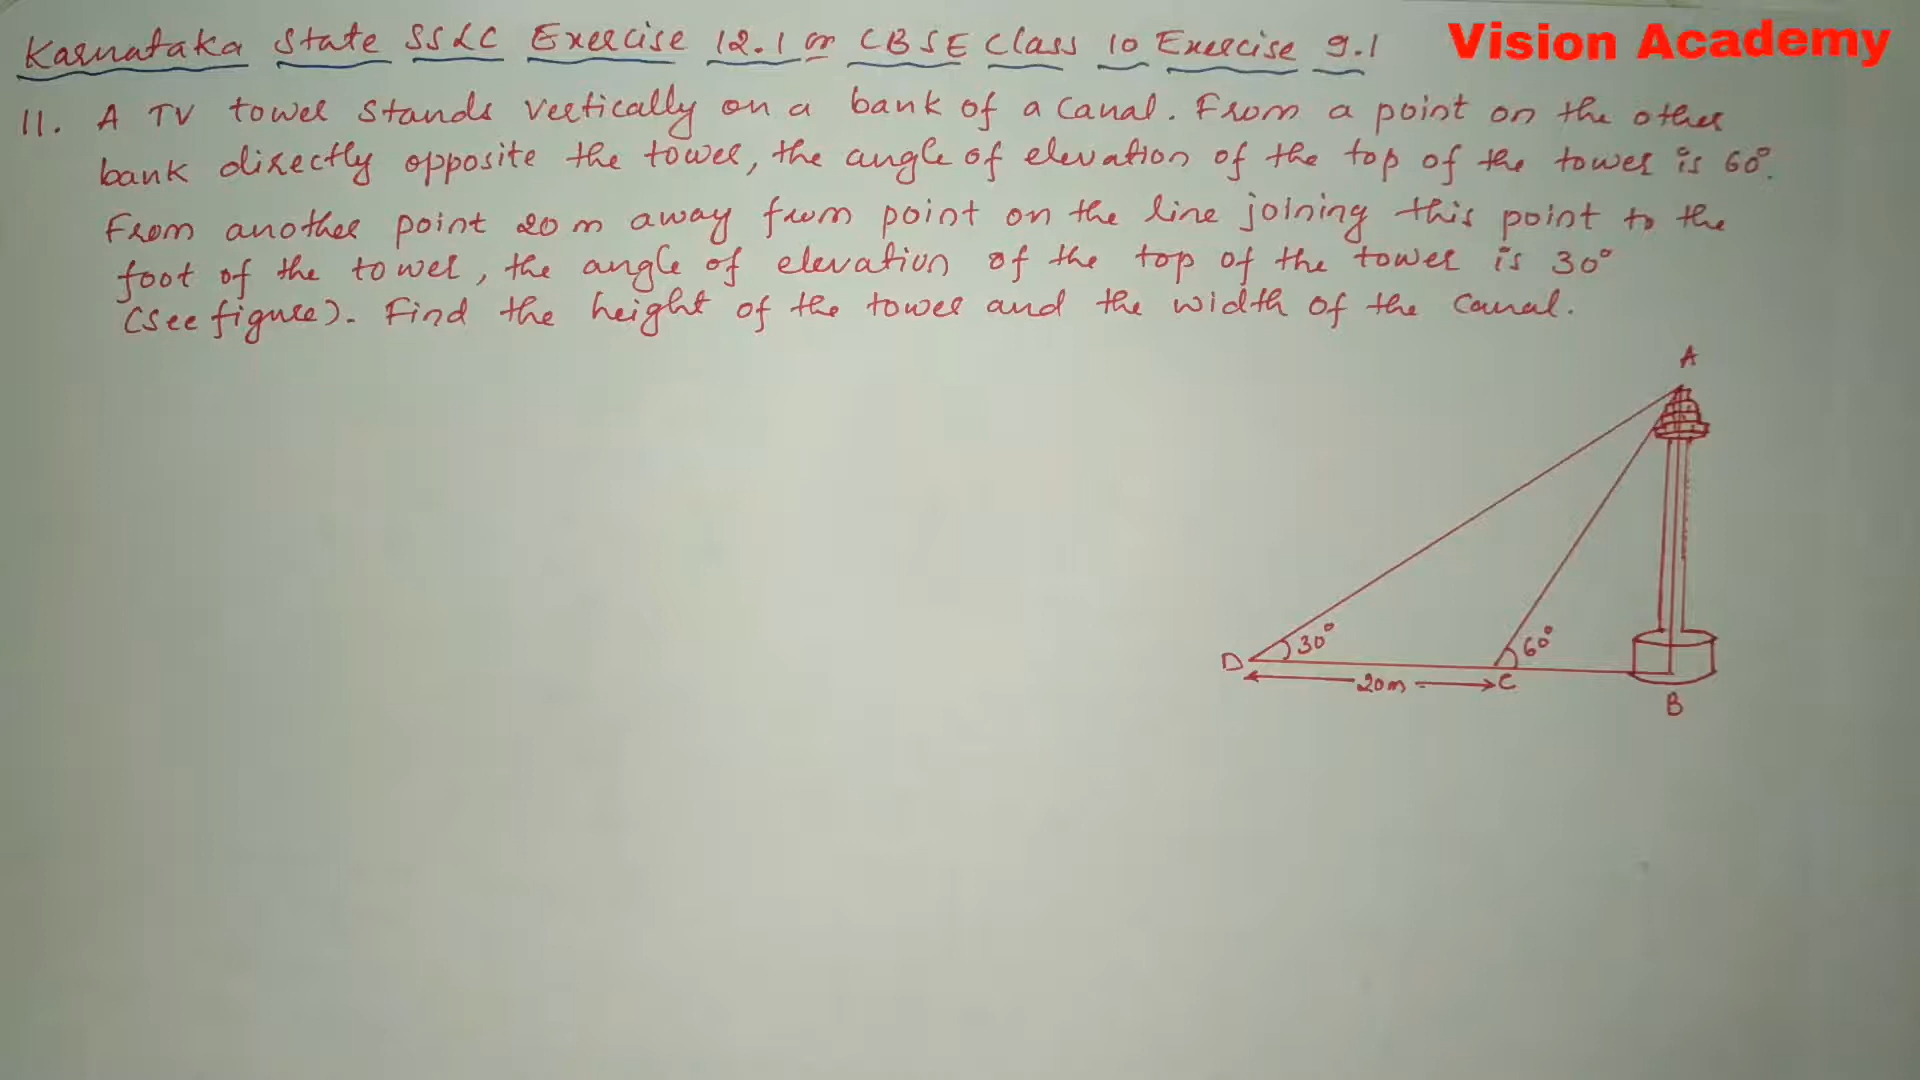 Karnataka State SSLC Exercise 12.1 or CBSE Class 10 Exercise 9.1
Vision Academy
11. A TV tower stands vertically on a bank of a canal. From a point on the other
bank directly opposite the tower, the angle of elevation of the top of the tower is 60°.
From another point 20 m away from point on the line joining this point to the
foot of the tower, the angle of elevation of the top of the tower is 30°
(see figure). Find the height of the tower and the width of the canal.
A
30°
60°
D
20m
C
B